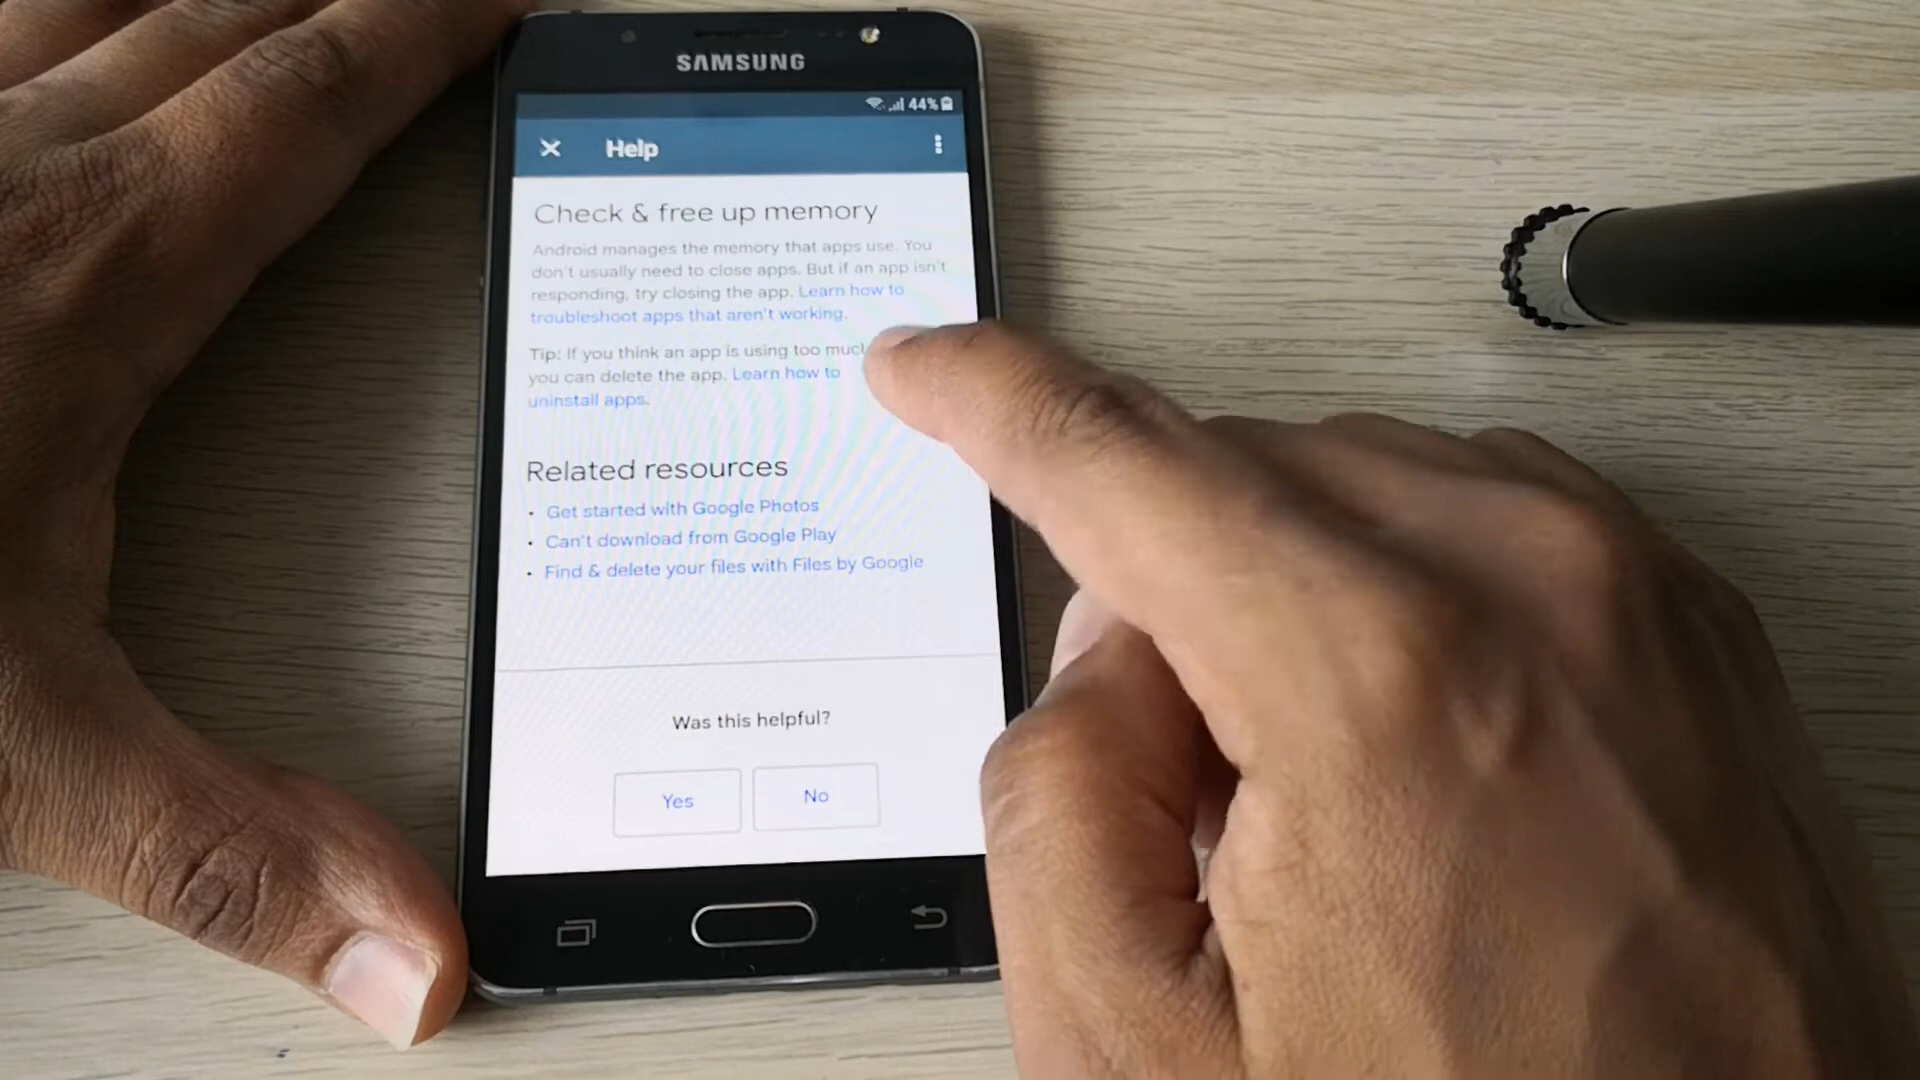 SAMSUNG
44%
Help
Check & free up memory
Android manages the memory that apps use. You
don't usually need to close apps. But if an app isn't
responding, try closing the app. Learn how to
troubleshoot apps that aren't working.
Tip: If you think an app is using too
you can delete the app. Learn how to
uninstall apps.
Related resources
• Get started with Google Photos
• Can't download from Google Play
• Find & delete your files with Files by Google
Was this helpful?
Yes
No